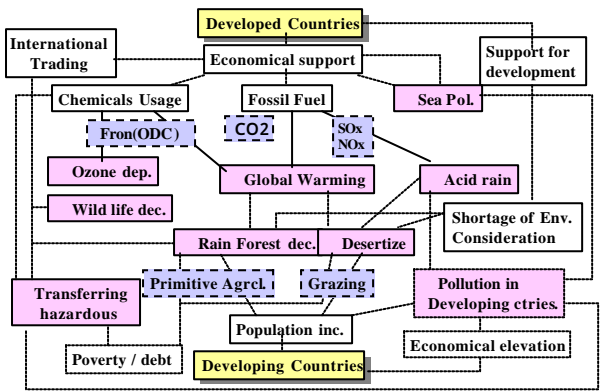 Developed Countries
International
Trading
Economical support
Support for
development
Chemicals Usage
Fossil Fuel
Sea Pol.
Fron(ODC)
CO2
SOx
NOx
Ozone dep.
Global Warming
Acid rain
Wild life dec.
Shortage of Env.
Consideration
Rain Forest dec.
Desertize
Primitive Agrcl.
Grazing
Pollution in
Developing ctries.
Transferring
hazardous
Population inc.
Poverty / debt
Economical elevation
Developing Countries